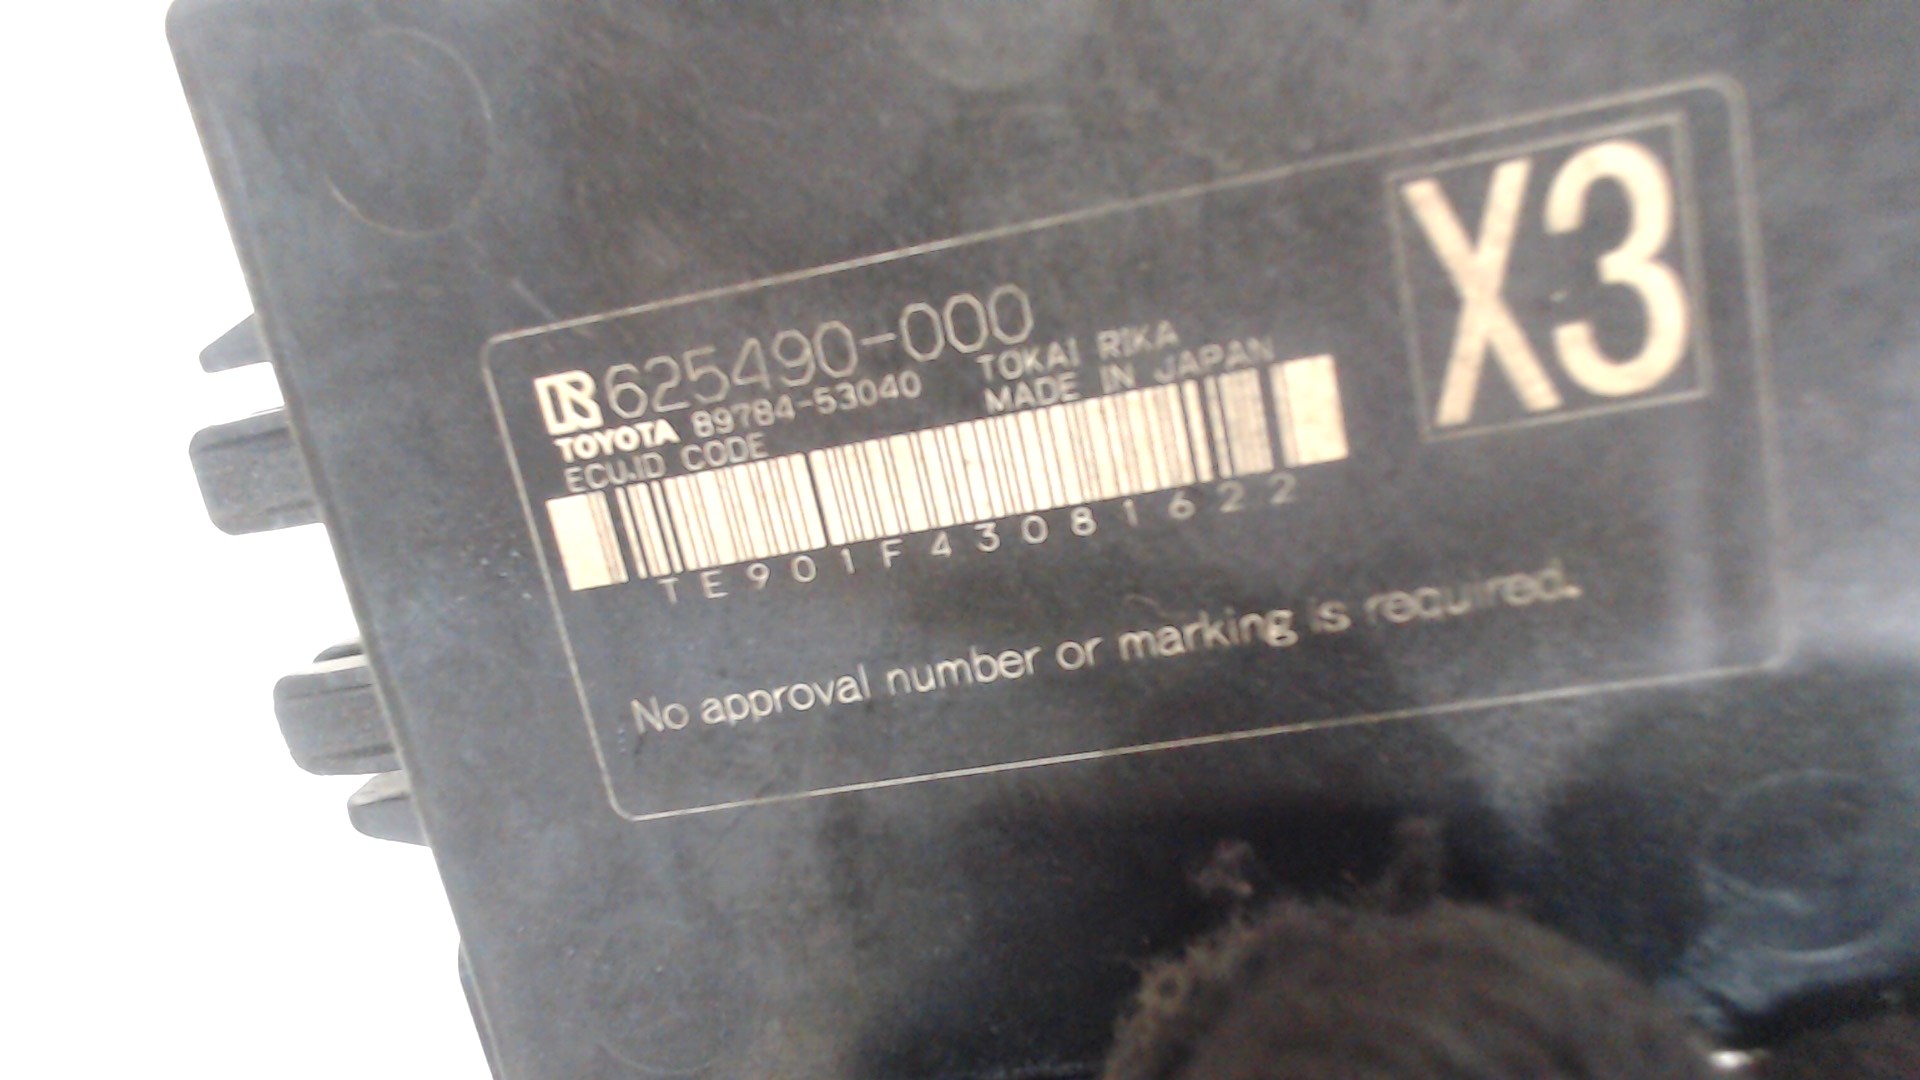 625490-000
TOYOTA 89784-53040
TOKAI RIKA
MADE IN JAPAN
ECU.ID CODE
TE901F43081622
No approval number or marking is required.
X3